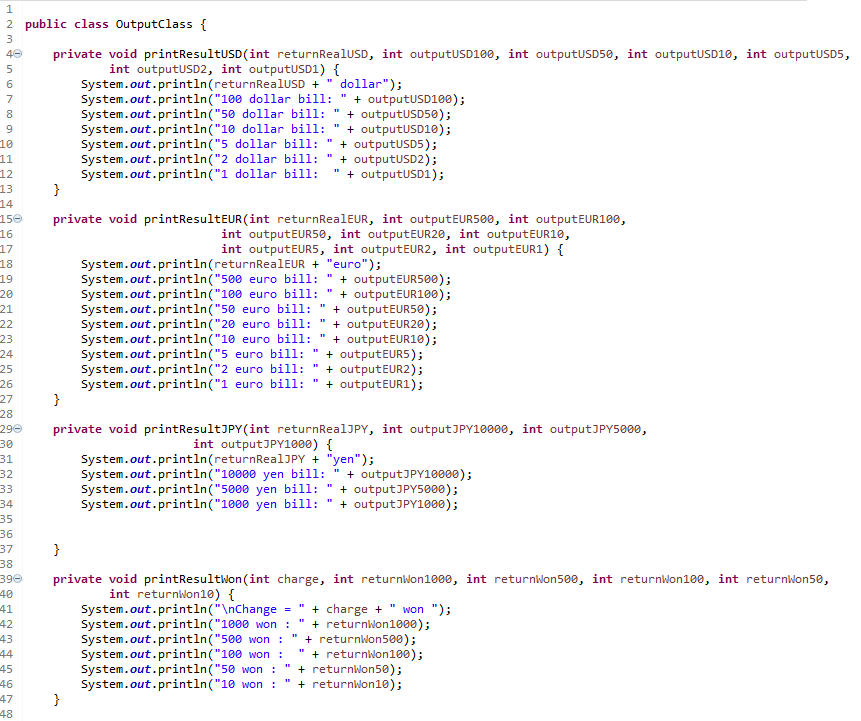 1
2 public class OutputClass {
3
4 private void printResultUSD(int returnRealUSD, int outputUSD100, int outputUSD50, int outputUSD10, int outputUSD5,
5 int outputUSD2, int outputUSD1) {
6 System.out.println(returnRealUSD + " dollar");
7 System.out.println("100 dollar bill: " + outputUSD100);
8 System.out.println("50 dollar bill: " + outputUSD50);
9 System.out.println("10 dollar bill: " + outputUSD10);
10 System.out.println("5 dollar bill: " + outputUSD5);
11 System.out.println("2 dollar bill: " + outputUSD2);
12 System.out.println("1 dollar bill:  " + outputUSD1);
13 }
14
15 private void printResultEUR(int returnRealEUR, int outputEUR500, int outputEUR100,
16 int outputEUR50, int outputEUR20, int outputEUR10,
17 int outputEUR5, int outputEUR2, int outputEUR1) {
18 System.out.println(returnRealEUR + "euro");
19 System.out.println("500 euro bill: " + outputEUR500);
20 System.out.println("100 euro bill: " + outputEUR100);
21 System.out.println("50 euro bill: " + outputEUR50);
22 System.out.println("20 euro bill: " + outputEUR20);
23 System.out.println("10 euro bill: " + outputEUR10);
24 System.out.println("5 euro bill: " + outputEUR5);
25 System.out.println("2 euro bill: " + outputEUR2);
26 System.out.println("1 euro bill: " + outputEUR1);
27 }
28
29 private void printResultJPY(int returnRealJPY, int outputJPY10000, int outputJPY5000,
30 int outputJPY1000) {
31 System.out.println(returnRealJPY + "yen");
32 System.out.println("10000 yen bill: " + outputJPY10000);
33 System.out.println("5000 yen bill: " + outputJPY5000);
34 System.out.println("1000 yen bill: " + outputJPY1000);
35
36
37 }
38
39 private void printResultWon(int charge, int returnWon1000, int returnWon500, int returnWon100, int returnWon50,
40 int returnWon10) {
41 System.out.println("\nChange = " + charge + " won ");
42 System.out.println("1000 won : " + returnWon1000);
43 System.out.println("500 won : " + returnWon500);
44 System.out.println("100 won :  " + returnWon100);
45 System.out.println("50 won : " + returnWon50);
46 System.out.println("10 won : " + returnWon10);
47 }
48